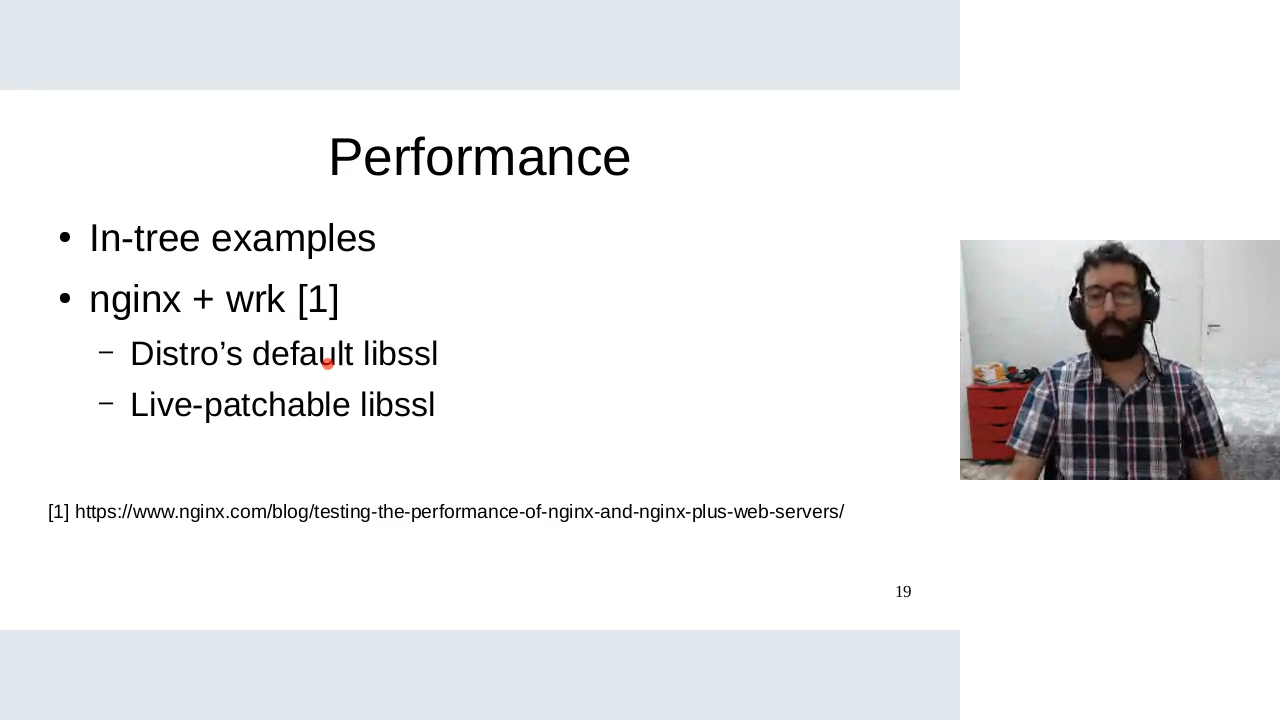 Performance
• In-tree examples
• nginx + wrk [1]
– Distro’s default libssl
– Live-patchable libssl
[1] https://www.nginx.com/blog/testing-the-performance-of-nginx-and-nginx-plus-web-servers/
19